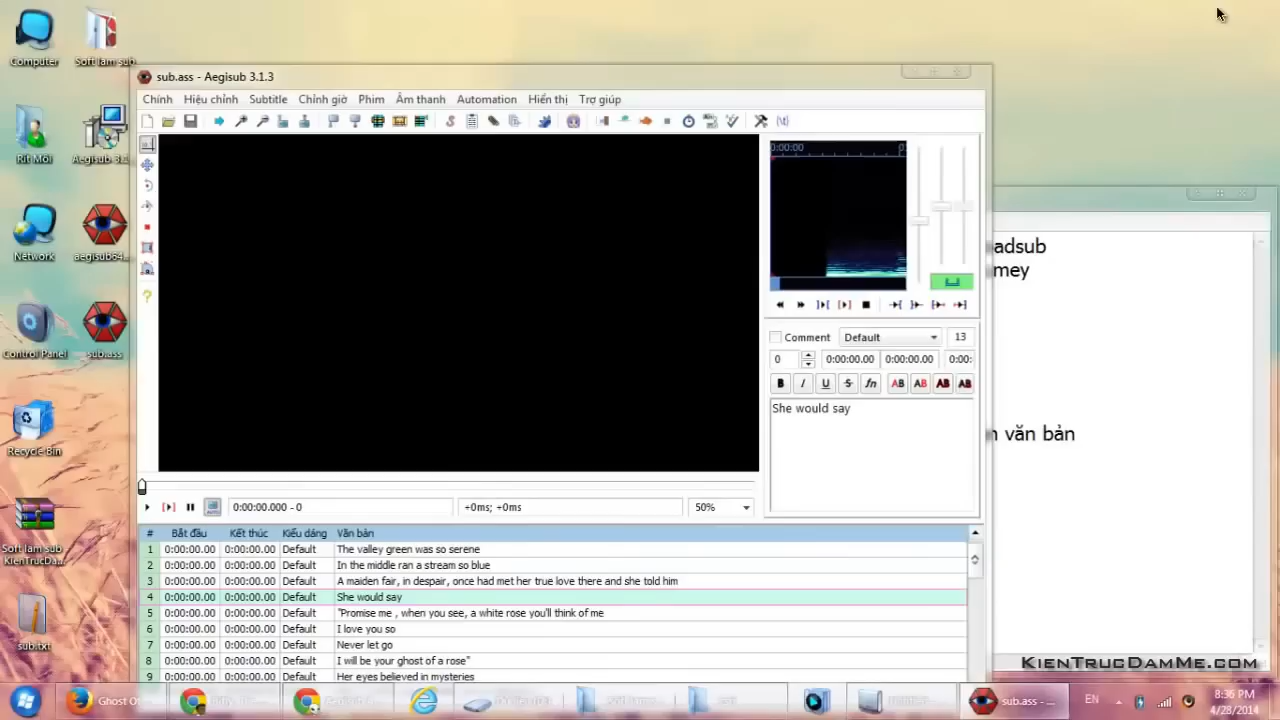 Computer
Soft lam sub
Rit Mòi
Aegisub 3.2...
Network
aegisub64...
Control Panel
sub.ass
Recycle Bin
Soft lam sub
KienTrucDa...
sub.txt
sub.ass - Aegisub 3.1.3
Chính Hiệu chỉnh Subtitle Chỉnh giờ Phim Âm thanh Automation Hiển thị Trợ giúp
0:00:00
Comment Default 13
0 0:00:00.00 0:00:00.00 0:00:
B I U S fn AB AB AB AB
She would say
0:00:00.000 - 0 +0ms; +0ms 50%
# Bắt đầu Kết thúc Kiểu dáng Văn bản
1 0:00:00.00 0:00:00.00 Default The valley green was so serene
2 0:00:00.00 0:00:00.00 Default In the middle ran a stream so blue
3 0:00:00.00 0:00:00.00 Default A maiden fair, in despair, once had met her true love there and she told him
4 0:00:00.00 0:00:00.00 Default She would say
5 0:00:00.00 0:00:00.00 Default "Promise me , when you see, a white rose you'll think of me
6 0:00:00.00 0:00:00.00 Default I love you so
7 0:00:00.00 0:00:00.00 Default Never let go
8 0:00:00.00 0:00:00.00 Default I will be your ghost of a rose"
9 0:00:00.00 0:00:00.00 Default Her eyes believed in mysteries
adsub
mey
n văn bản
KienTrucDamMe.com
Ghost O
sub.ass - ...
EN
8:36 PM
4/28/2014